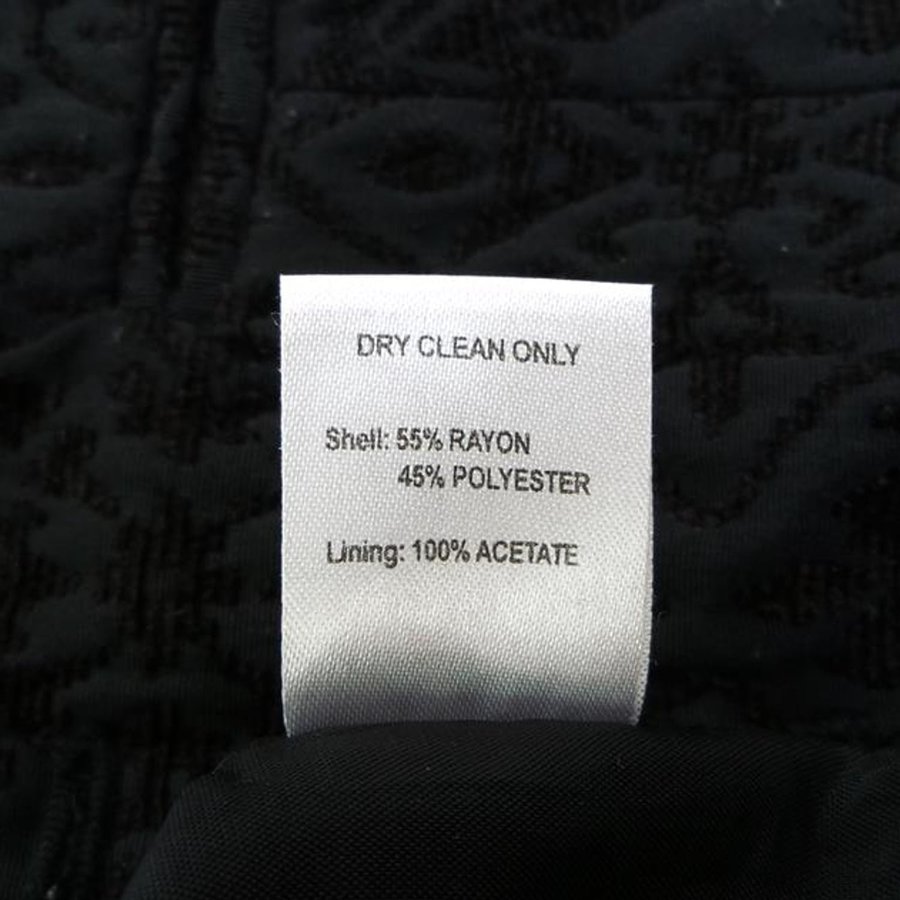 DRY CLEAN ONLY
Shell: 55% RAYON
45% POLYESTER
Lining: 100% ACETATE